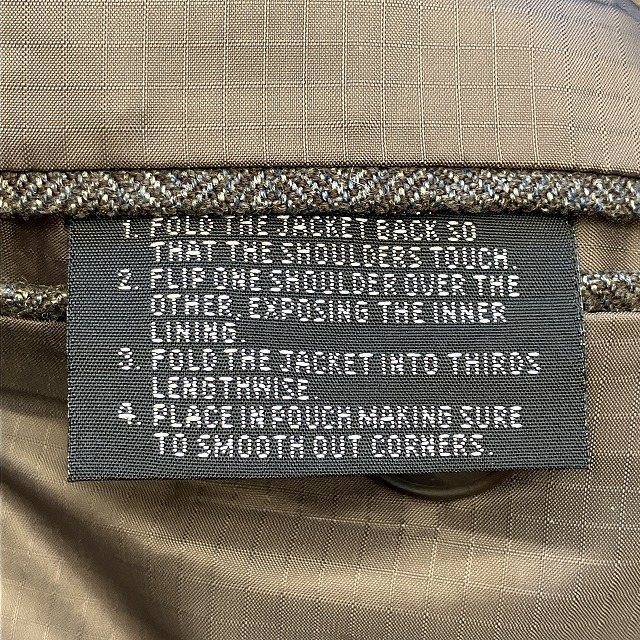 1. FOLD THE JACKET BACK SO
THAT THE SHOULDERS TOUCH
2. FLIP ONE SHOULDER OVER THE
OTHER, EXPOSING THE INNER
LINING.
3. FOLD THE JACKET INTO THIRDS
LENGTHWISE.
4. PLACE IN POUCH MAKING SURE
TO SMOOTH OUT CORNERS.